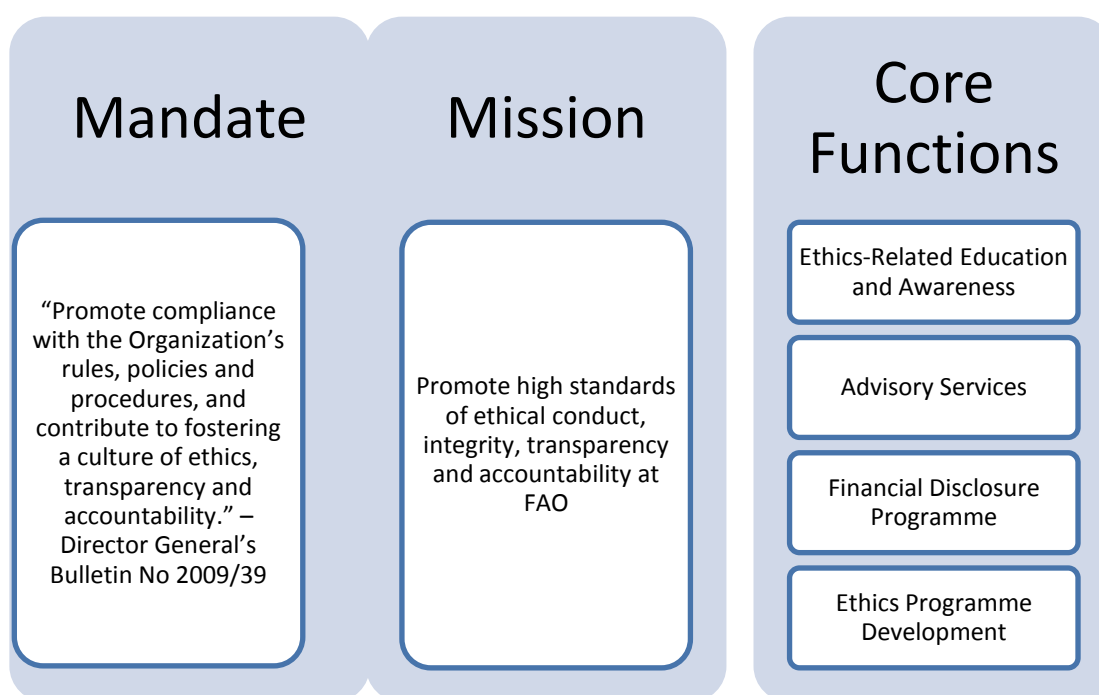 Mandate
“Promote compliance
with the Organization’s
rules, policies and
procedures, and
contribute to fostering
a culture of ethics,
transparency and
accountability.” –
Director General’s
Bulletin No 2009/39
Mission
Promote high standards
of ethical conduct,
integrity, transparency
and accountability at
FAO
Core
Functions
Ethics-Related Education
and Awareness
Advisory Services
Financial Disclosure
Programme
Ethics Programme
Development